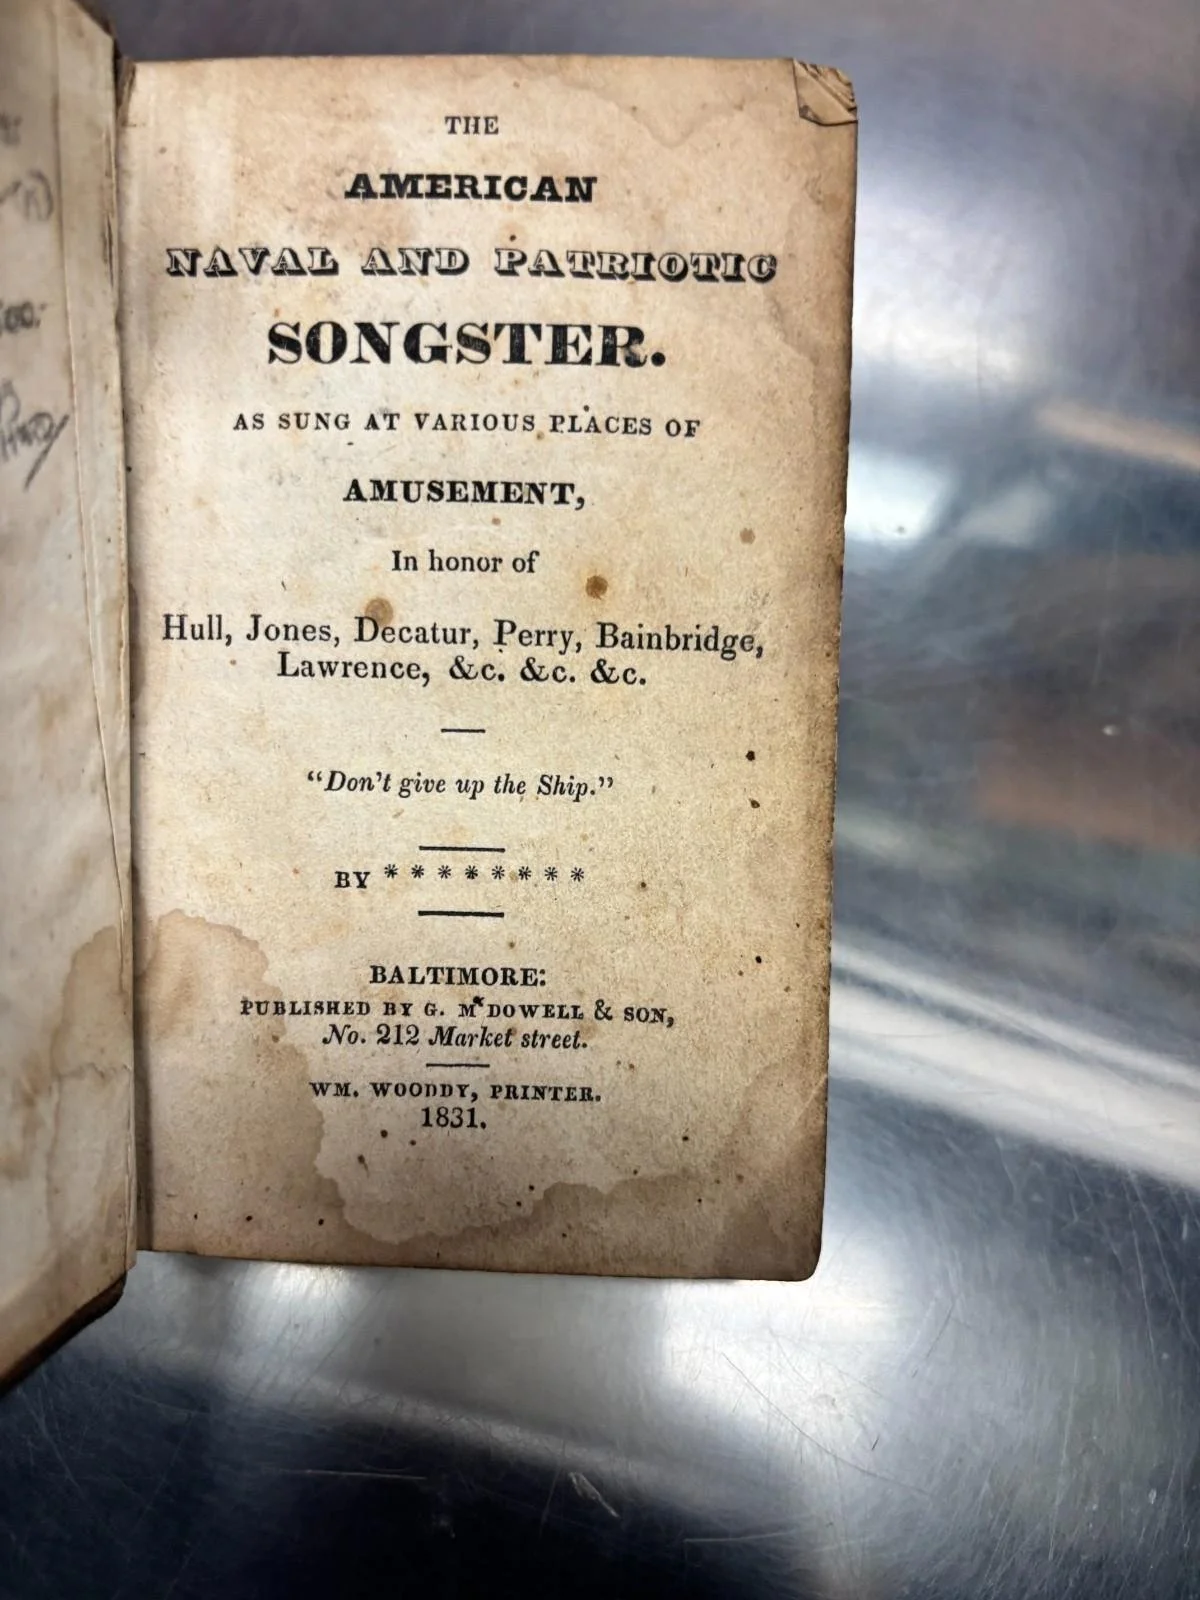 THE
AMERICAN
NAVAL AND PATRIOTIC
SONGSTER.
AS SUNG AT VARIOUS PLACES OF
AMUSEMENT,
In honor of
Hull, Jones, Decatur, Perry, Bainbridge,
Lawrence, &c. &c. &c.
"Don't give up the Ship."
BY ********
BALTIMORE:
PUBLISHED BY G. McDOWELL & SON,
No. 212 Market street.
WM. WOODDY, PRINTER.
1831.